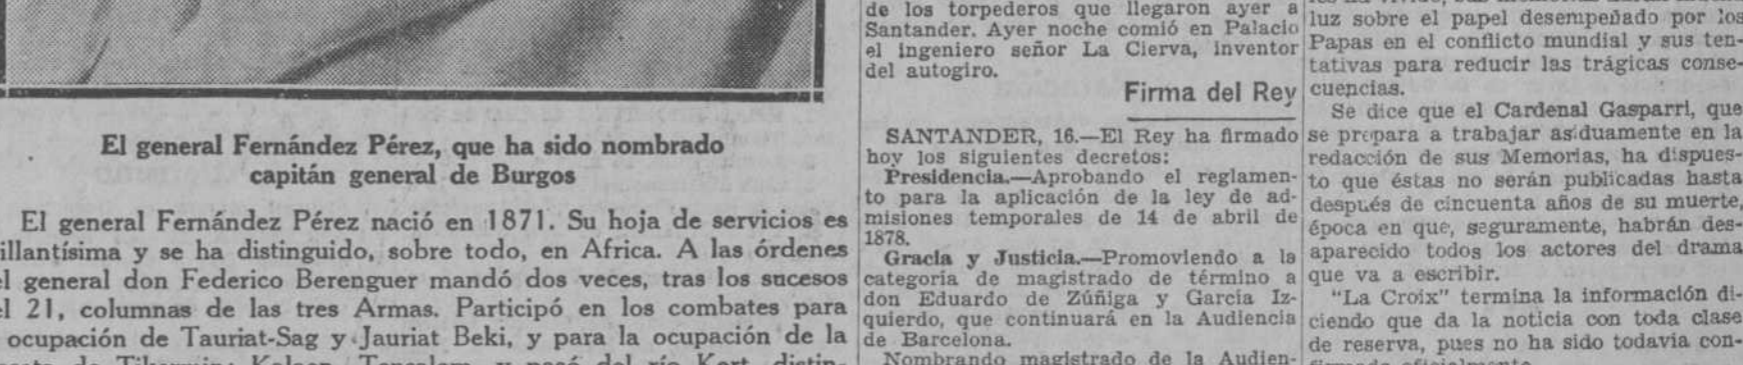 El general Fernández Pérez, que ha sido nombrado
capitán general de Burgos
El general Fernández Pérez nació en 1871. Su hoja de servicios es
illantísima y se ha distinguido, sobre todo, en Africa. A las órdenes
el general don Federico Berenguer mandó dos veces, tras los sucesos
el 21, columnas de las tres Armas. Participó en los combates para
ocupación de Tauriat-Sag y Jauriat Beki, y para la ocupación de la
de los torpederos que llegaron ayer a
Santander. Ayer noche comió en Palacio
el ingeniero señor La Cierva, inventor
del autogiro.
Firma del Rey
SANTANDER, 16.—El Rey ha firmado
hoy los siguientes decretos:
Presidencia.—Aprobando el reglamen-
to para la aplicación de la ley de ad-
misiones temporales de 14 de abril de
1878.
Gracia y Justicia.—Promoviendo a la
categoría de magistrado de término a
don Eduardo de Zúñiga y García Iz-
quierdo, que continuará en la Audiencia
de Barcelona.
Nombrando magistrado de la Audien-
luz sobre el papel desempeñado por los
Papas en el conflicto mundial y sus ten-
tativas para reducir las trágicas conse-
cuencias.
Se dice que el Cardenal Gasparri, que
se prepara a trabajar asiduamente en la
redacción de sus Memorias, ha dispues-
to que éstas no serán publicadas hasta
después de cincuenta años de su muerte,
época en que, seguramente, habrán des-
aparecido todos los actores del drama
que va a escribir.
"La Croix" termina la información di-
ciendo que da la noticia con toda clase
de reserva, pues no ha sido todavía con-